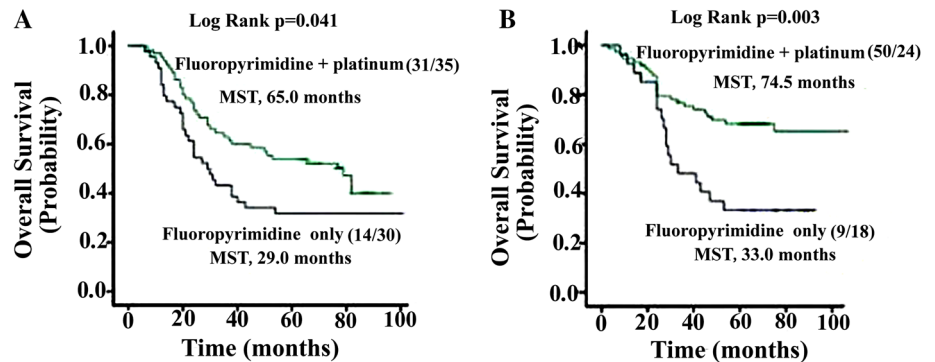 A
Log Rank p=0.041
Overall Survival
(Probability)
1.0
0.8
0.6
0.4
0.2
0.0
Fluoropyrimidine + platinum (31/35)
MST, 65.0 months
Fluoropyrimidine only (14/30)
MST, 29.0 months
0 20 40 60 80 100
Time (months)
B
Log Rank p=0.003
Overall Survival
(Probability)
1.0
0.8
0.6
0.4
0.2
0.0
Fluoropyrimidine + platinum (50/24)
MST, 74.5 months
Fluoropyrimidine only (9/18)
MST, 33.0 months
0 20 40 60 80 100
Time (months)